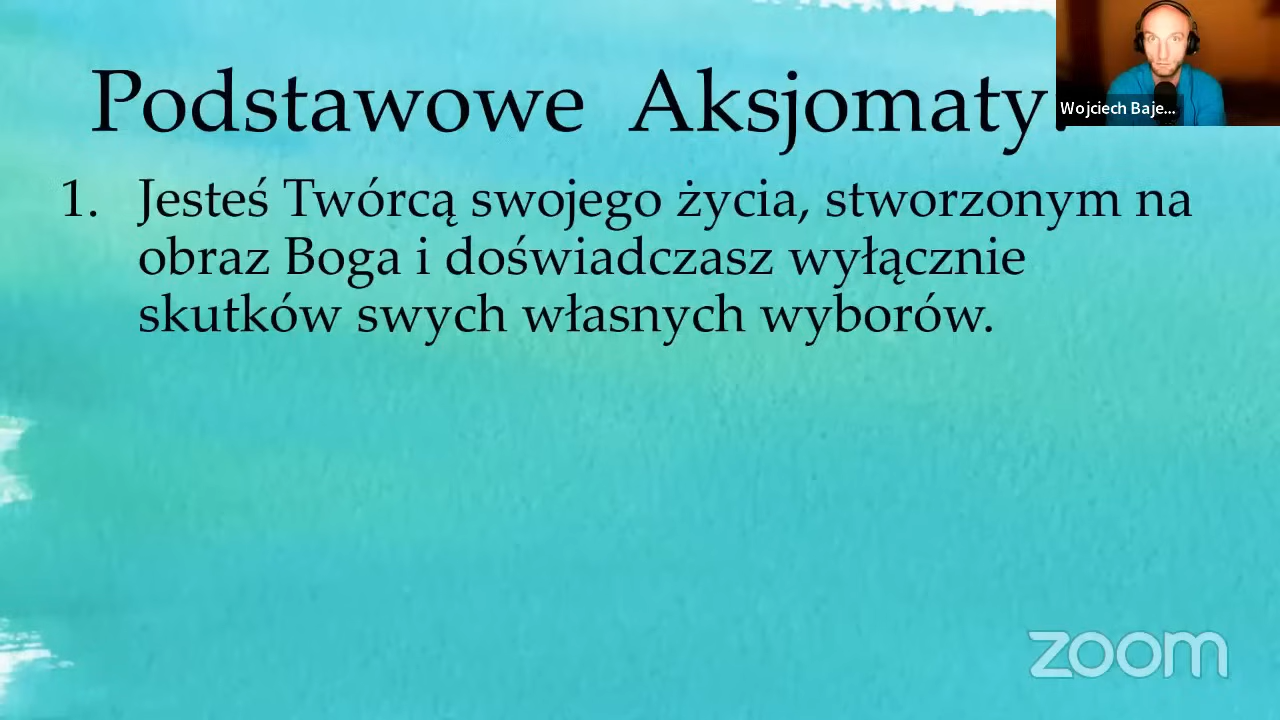 Podstawowe Aksjomaty:
Wojciech Baje...
1. Jesteś Twórcą swojego życia, stworzonym na
obraz Boga i doświadczasz wyłącznie
skutków swych własnych wyborów.
zoom